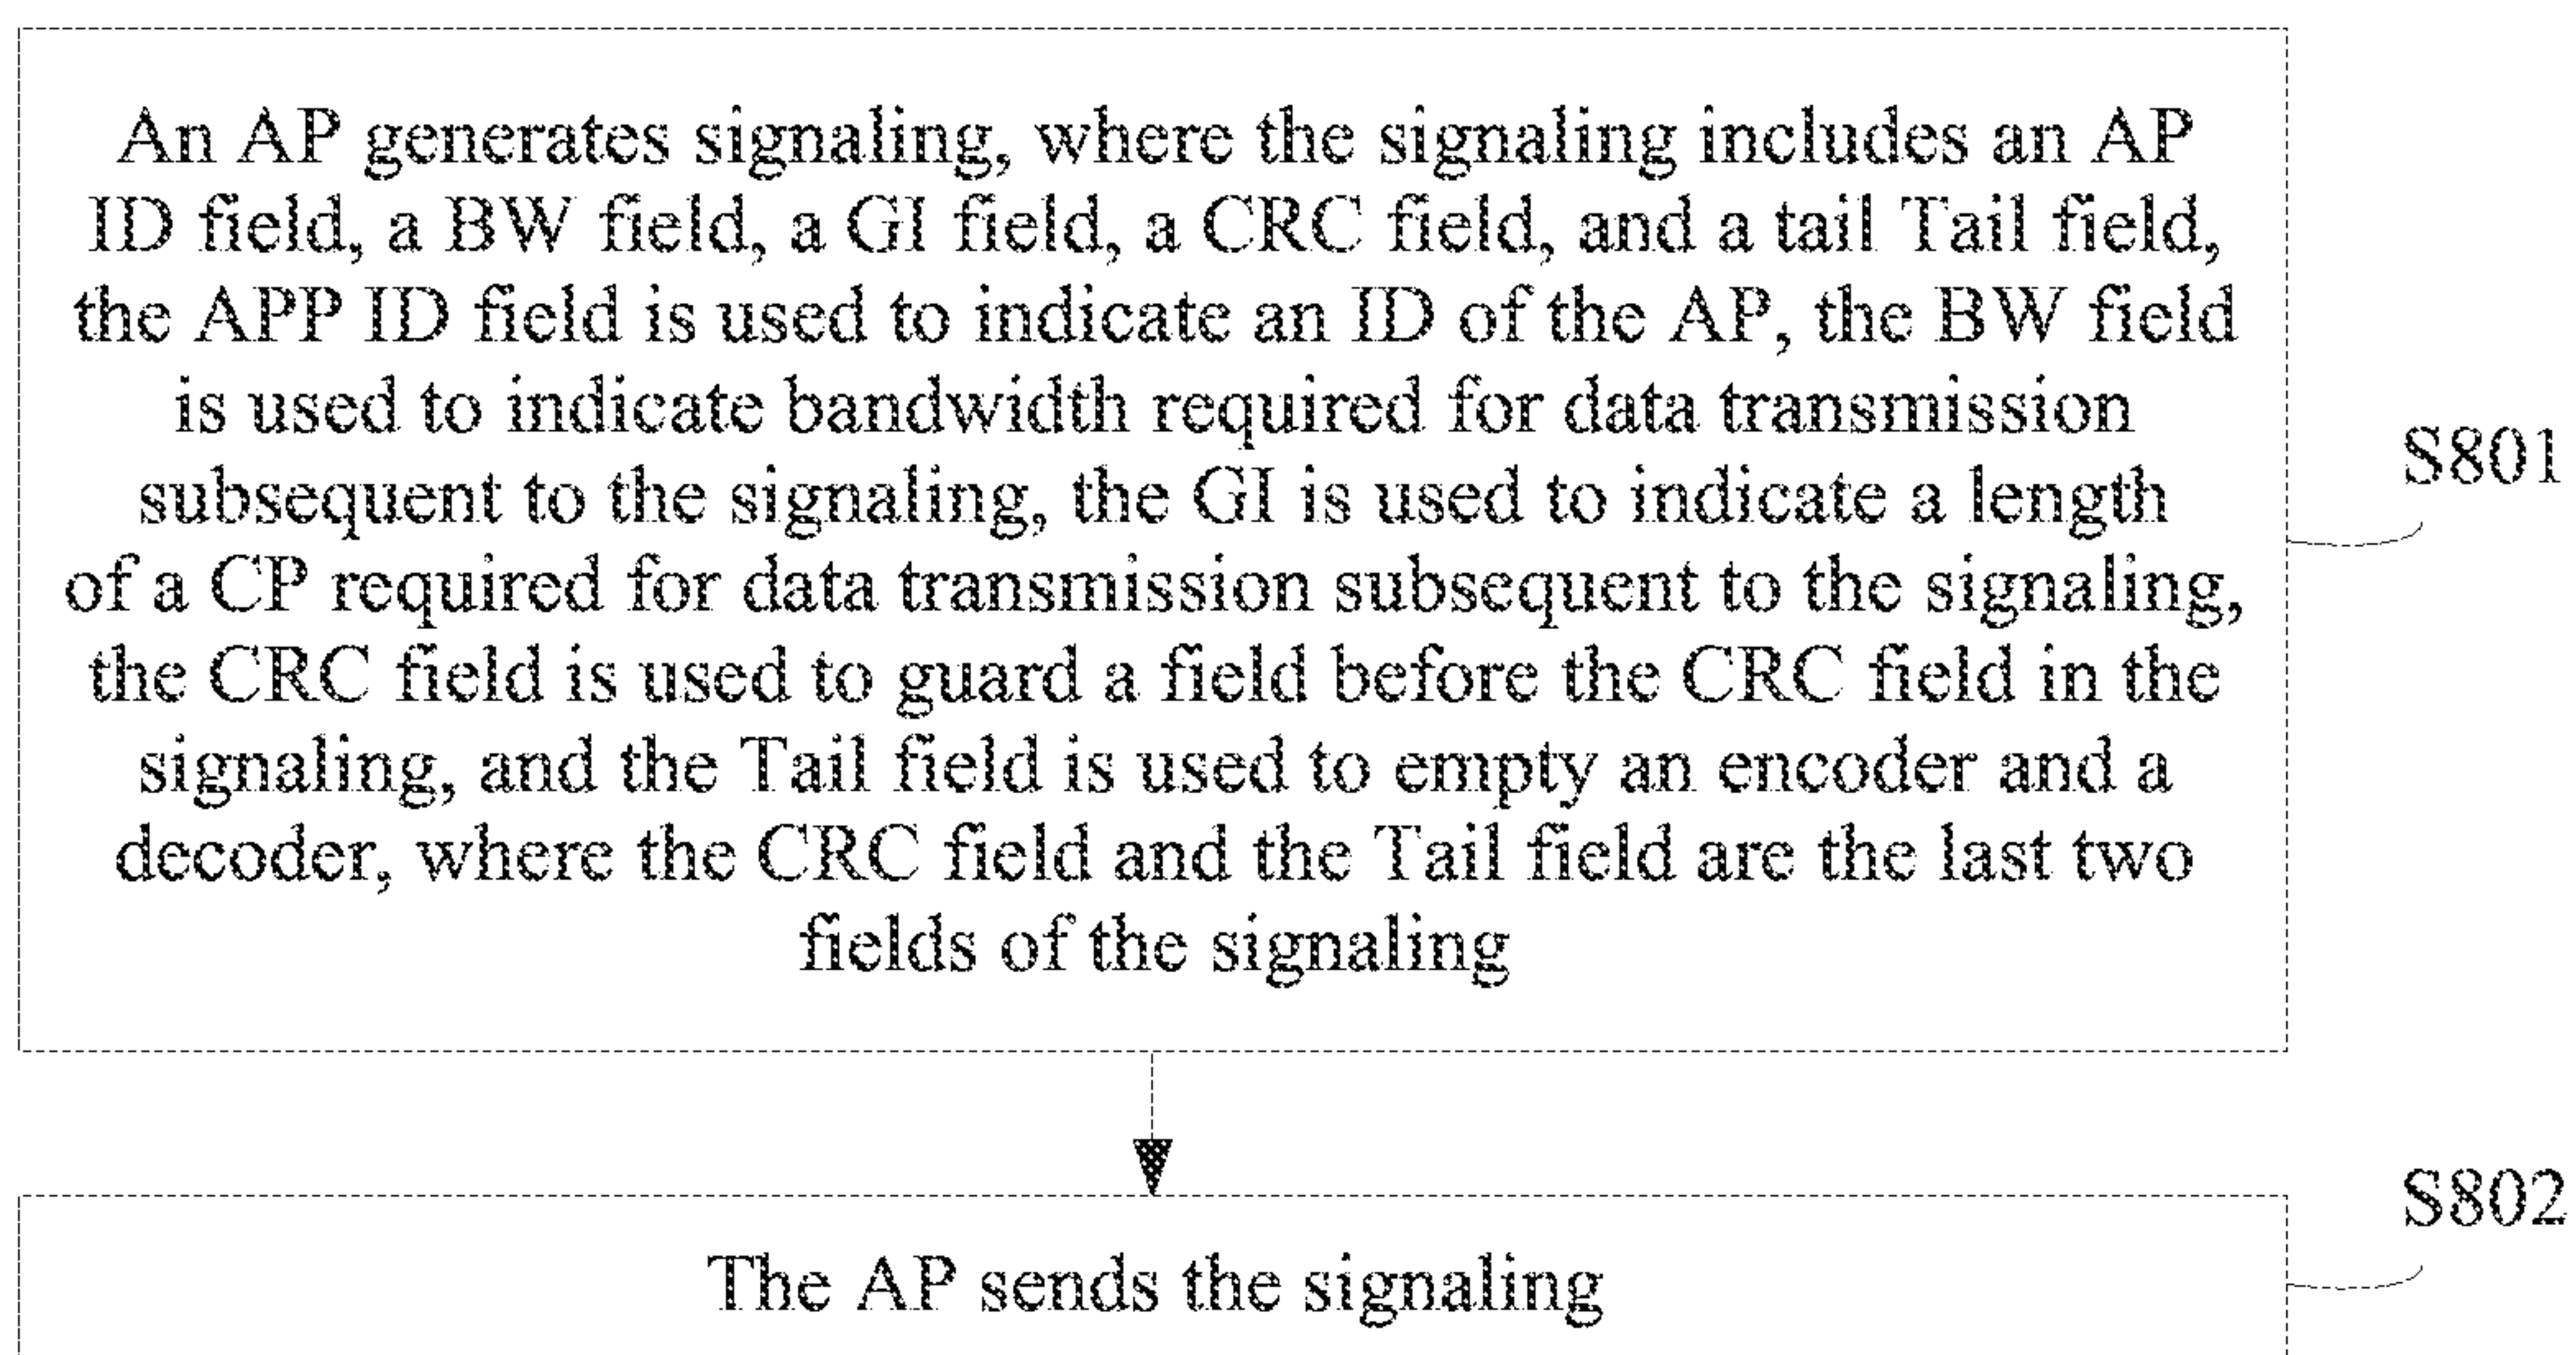 An AP generates signaling, where the signaling includes an AP
ID field, a BW field, a GI field, a CRC field, and a tail Tail field,
the APP ID field is used to indicate an ID of the AP, the BW field
is used to indicate bandwidth required for data transmission
subsequent to the signaling, the GI is used to indicate a length
of a CP required for data transmission subsequent to the signaling,
the CRC field is used to guard a field before the CRC field in the
signaling, and the Tail field is used to empty an encoder and a
decoder, where the CRC field and the Tail field are the last two
fields of the signaling
S801
S802
The AP sends the signaling